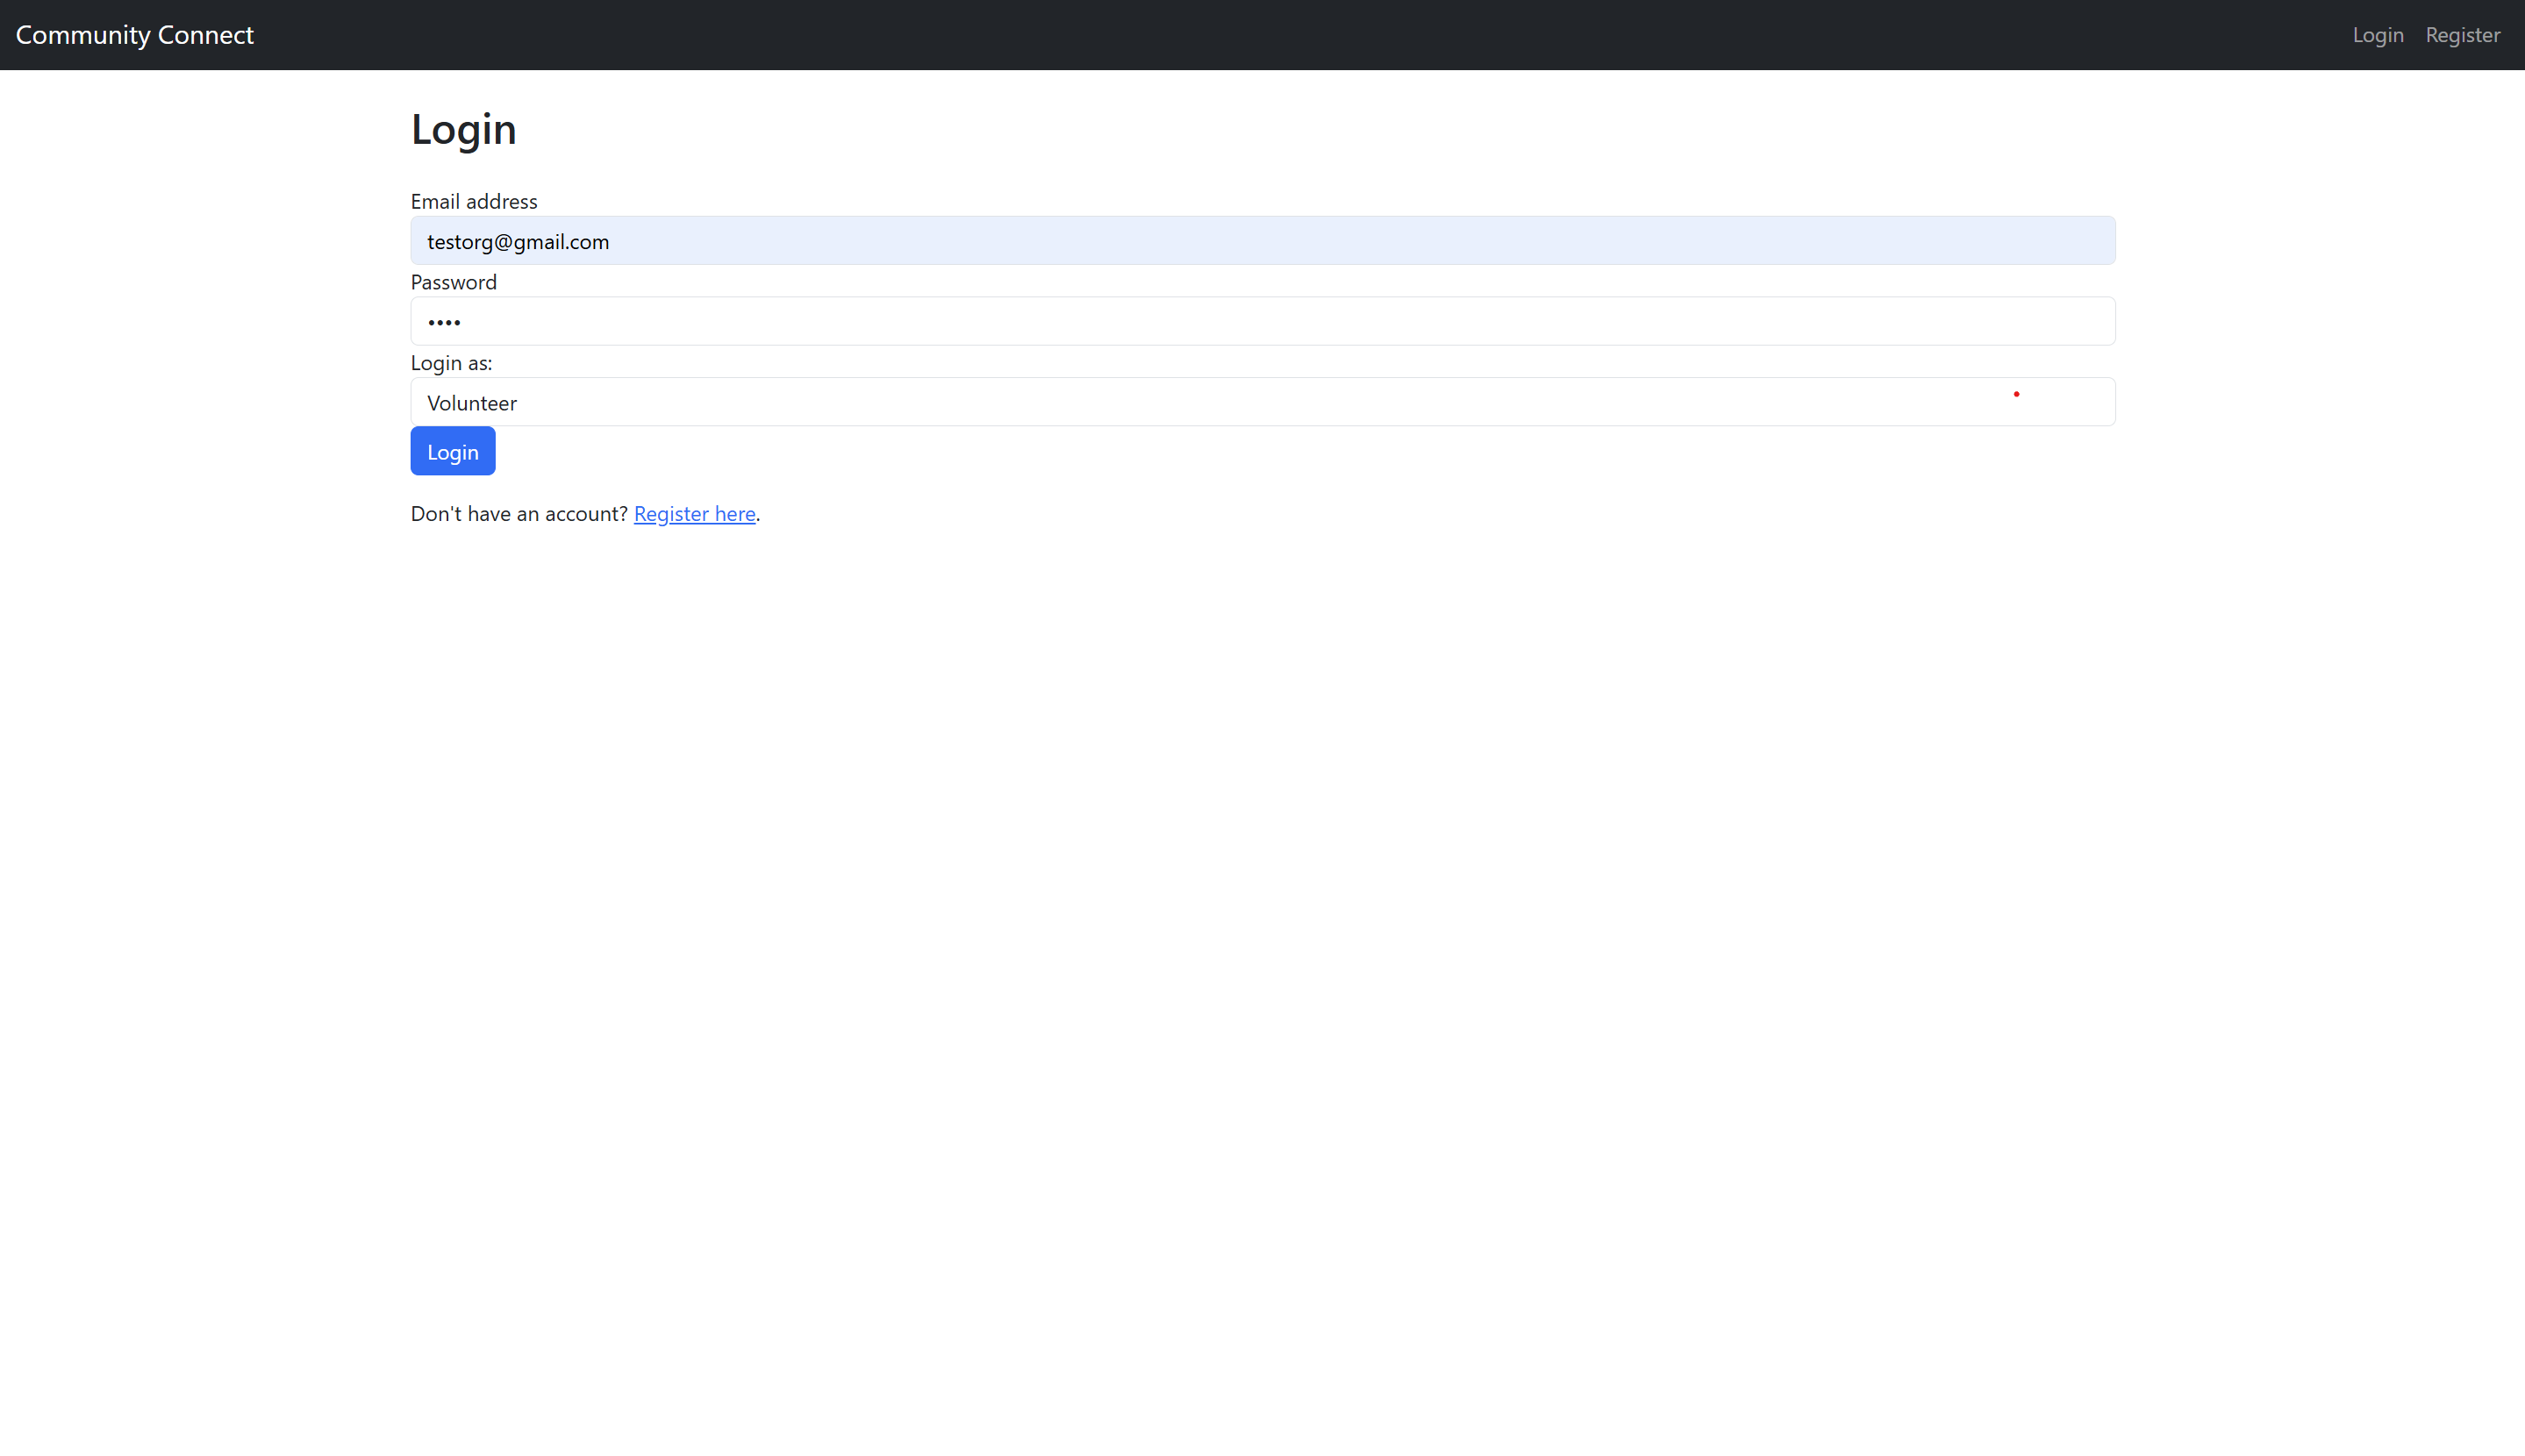 Community Connect
Login
Register
Login
Email address
testorg@gmail.com
Password
••••
Login as:
Volunteer
Login
Don't have an account? Register here.